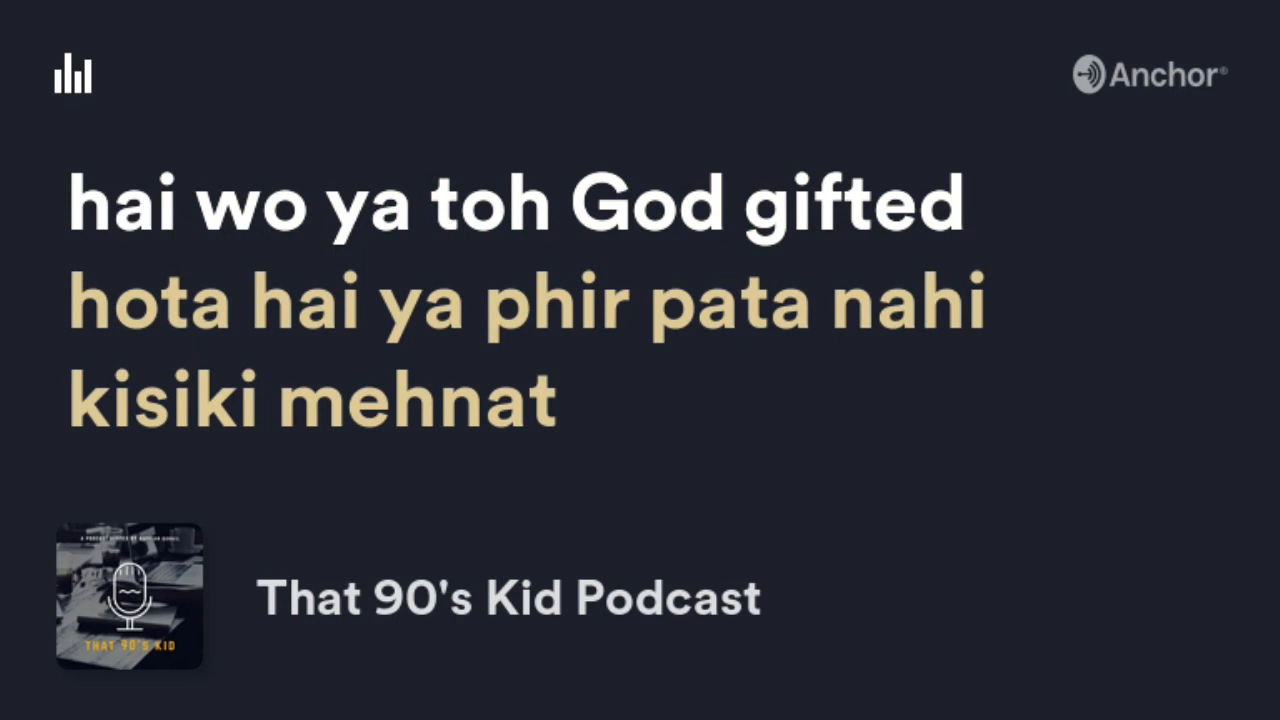 Anchor®
hai wo ya toh God gifted
hota hai ya phir pata nahi
kisiki mehnat
THAT 90'S KID
That 90's Kid Podcast